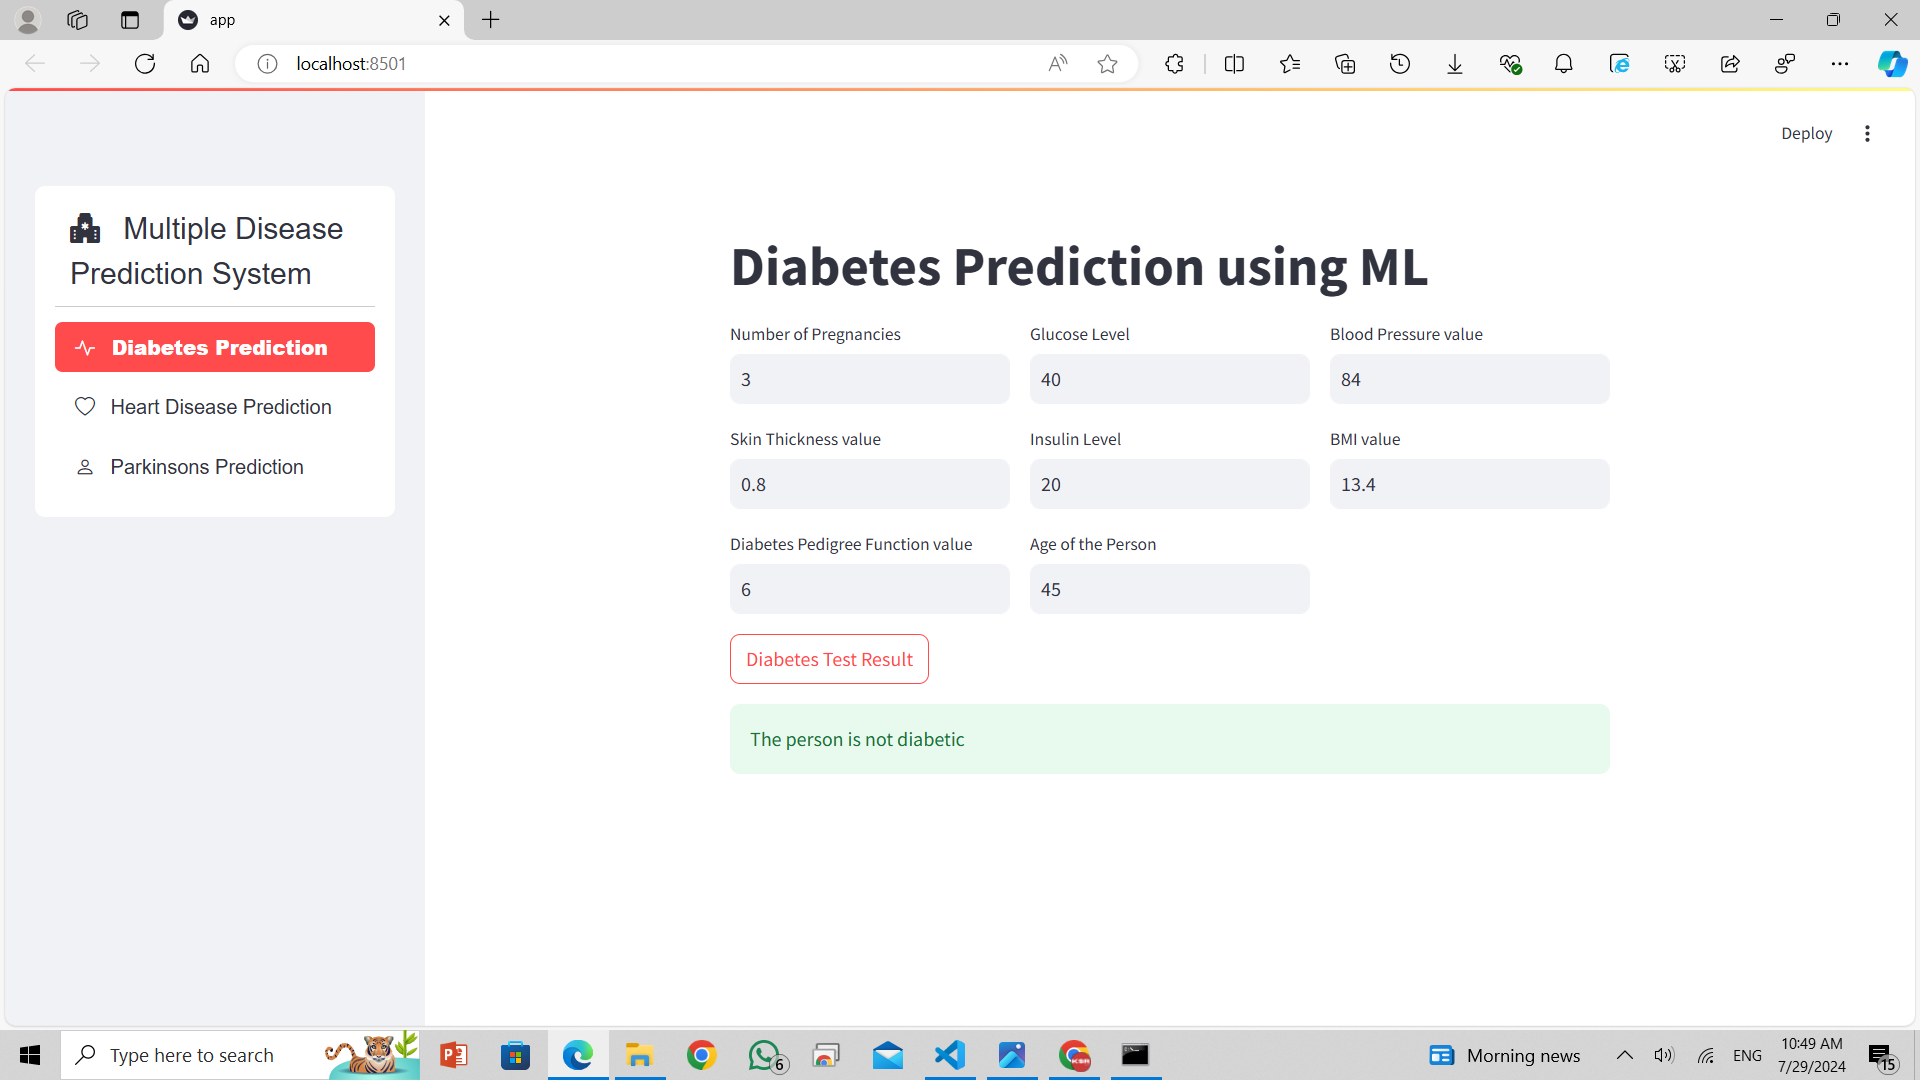 app
localhost:8501
Deploy
Multiple Disease
Prediction System
Diabetes Prediction
Heart Disease Prediction
Parkinsons Prediction
Diabetes Prediction using ML
Number of Pregnancies
Glucose Level
Blood Pressure value
3
40
84
Skin Thickness value
Insulin Level
BMI value
0.8
20
13.4
Diabetes Pedigree Function value
Age of the Person
6
45
Diabetes Test Result
The person is not diabetic
Type here to search
6
Morning news
ENG
10:49 AM
7/29/2024
15